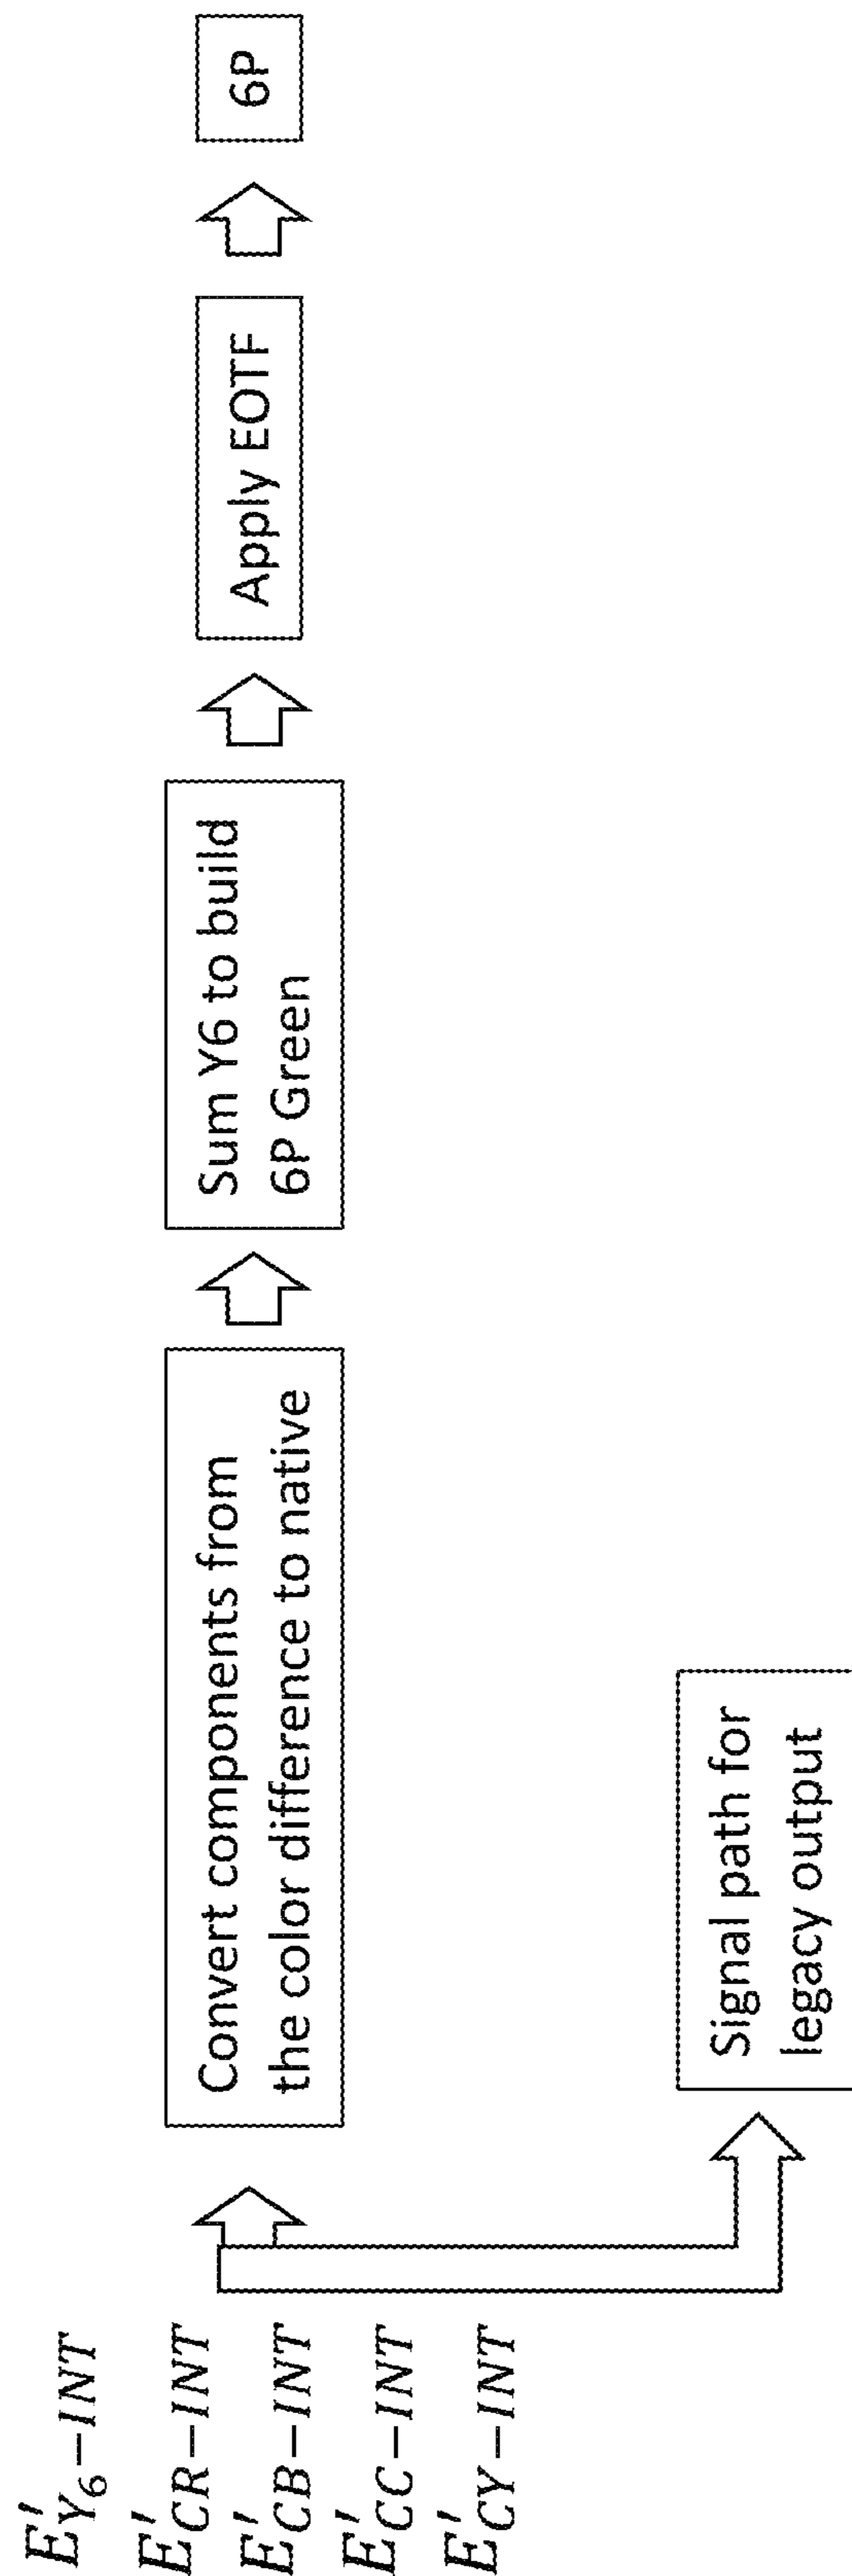 E′Y6−INT
E′CR−INT
E′CB−INT
E′CC−INT
E′CY−INT
Convert components from
the color difference to native
Sum Y6 to build
6P Green
Apply EOTF
6P
Signal path for
legacy output